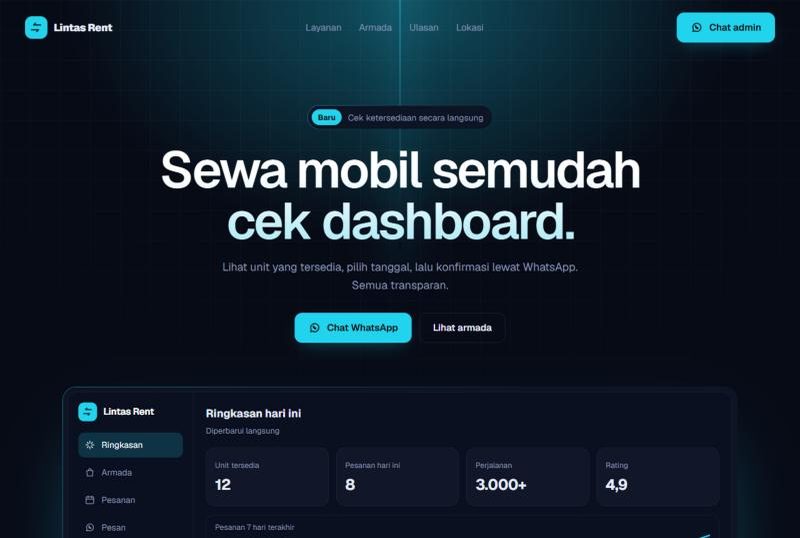 Lintas Rent
Layanan Armada Ulasan Lokasi
Chat admin
Baru Cek ketersediaan secara langsung
Sewa mobil semudah
cek dashboard.
Lihat unit yang tersedia, pilih tanggal, lalu konfirmasi lewat WhatsApp.
Semua transparan.
Chat WhatsApp
Lihat armada
Lintas Rent
Ringkasan
Armada
Pesanan
Pesan
Ringkasan hari ini
Diperbarui langsung
Unit tersedia
12
Pesanan hari ini
8
Perjalanan
3.000+
Rating
4,9
Pesanan 7 hari terakhir